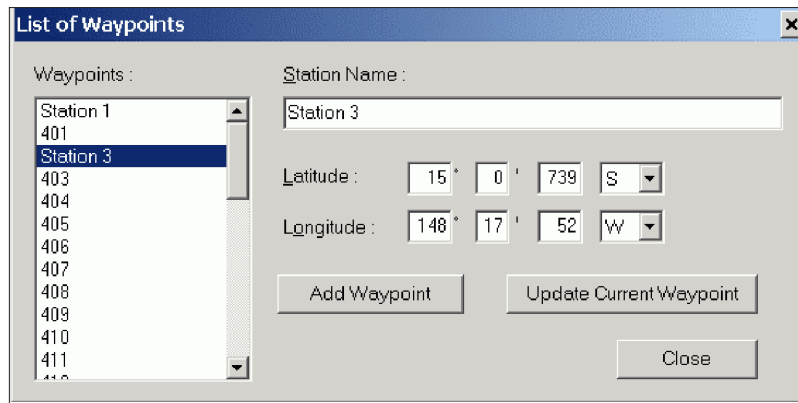 List of Waypoints
Waypoints :
Station 1
401
Station 3
403
404
405
406
407
408
409
410
411
Station Name :
Station 3
Latitude : 15 ° 0 ' 739 S
Longitude : 148 ° 17 ' 52 W
Add Waypoint Update Current Waypoint
Close